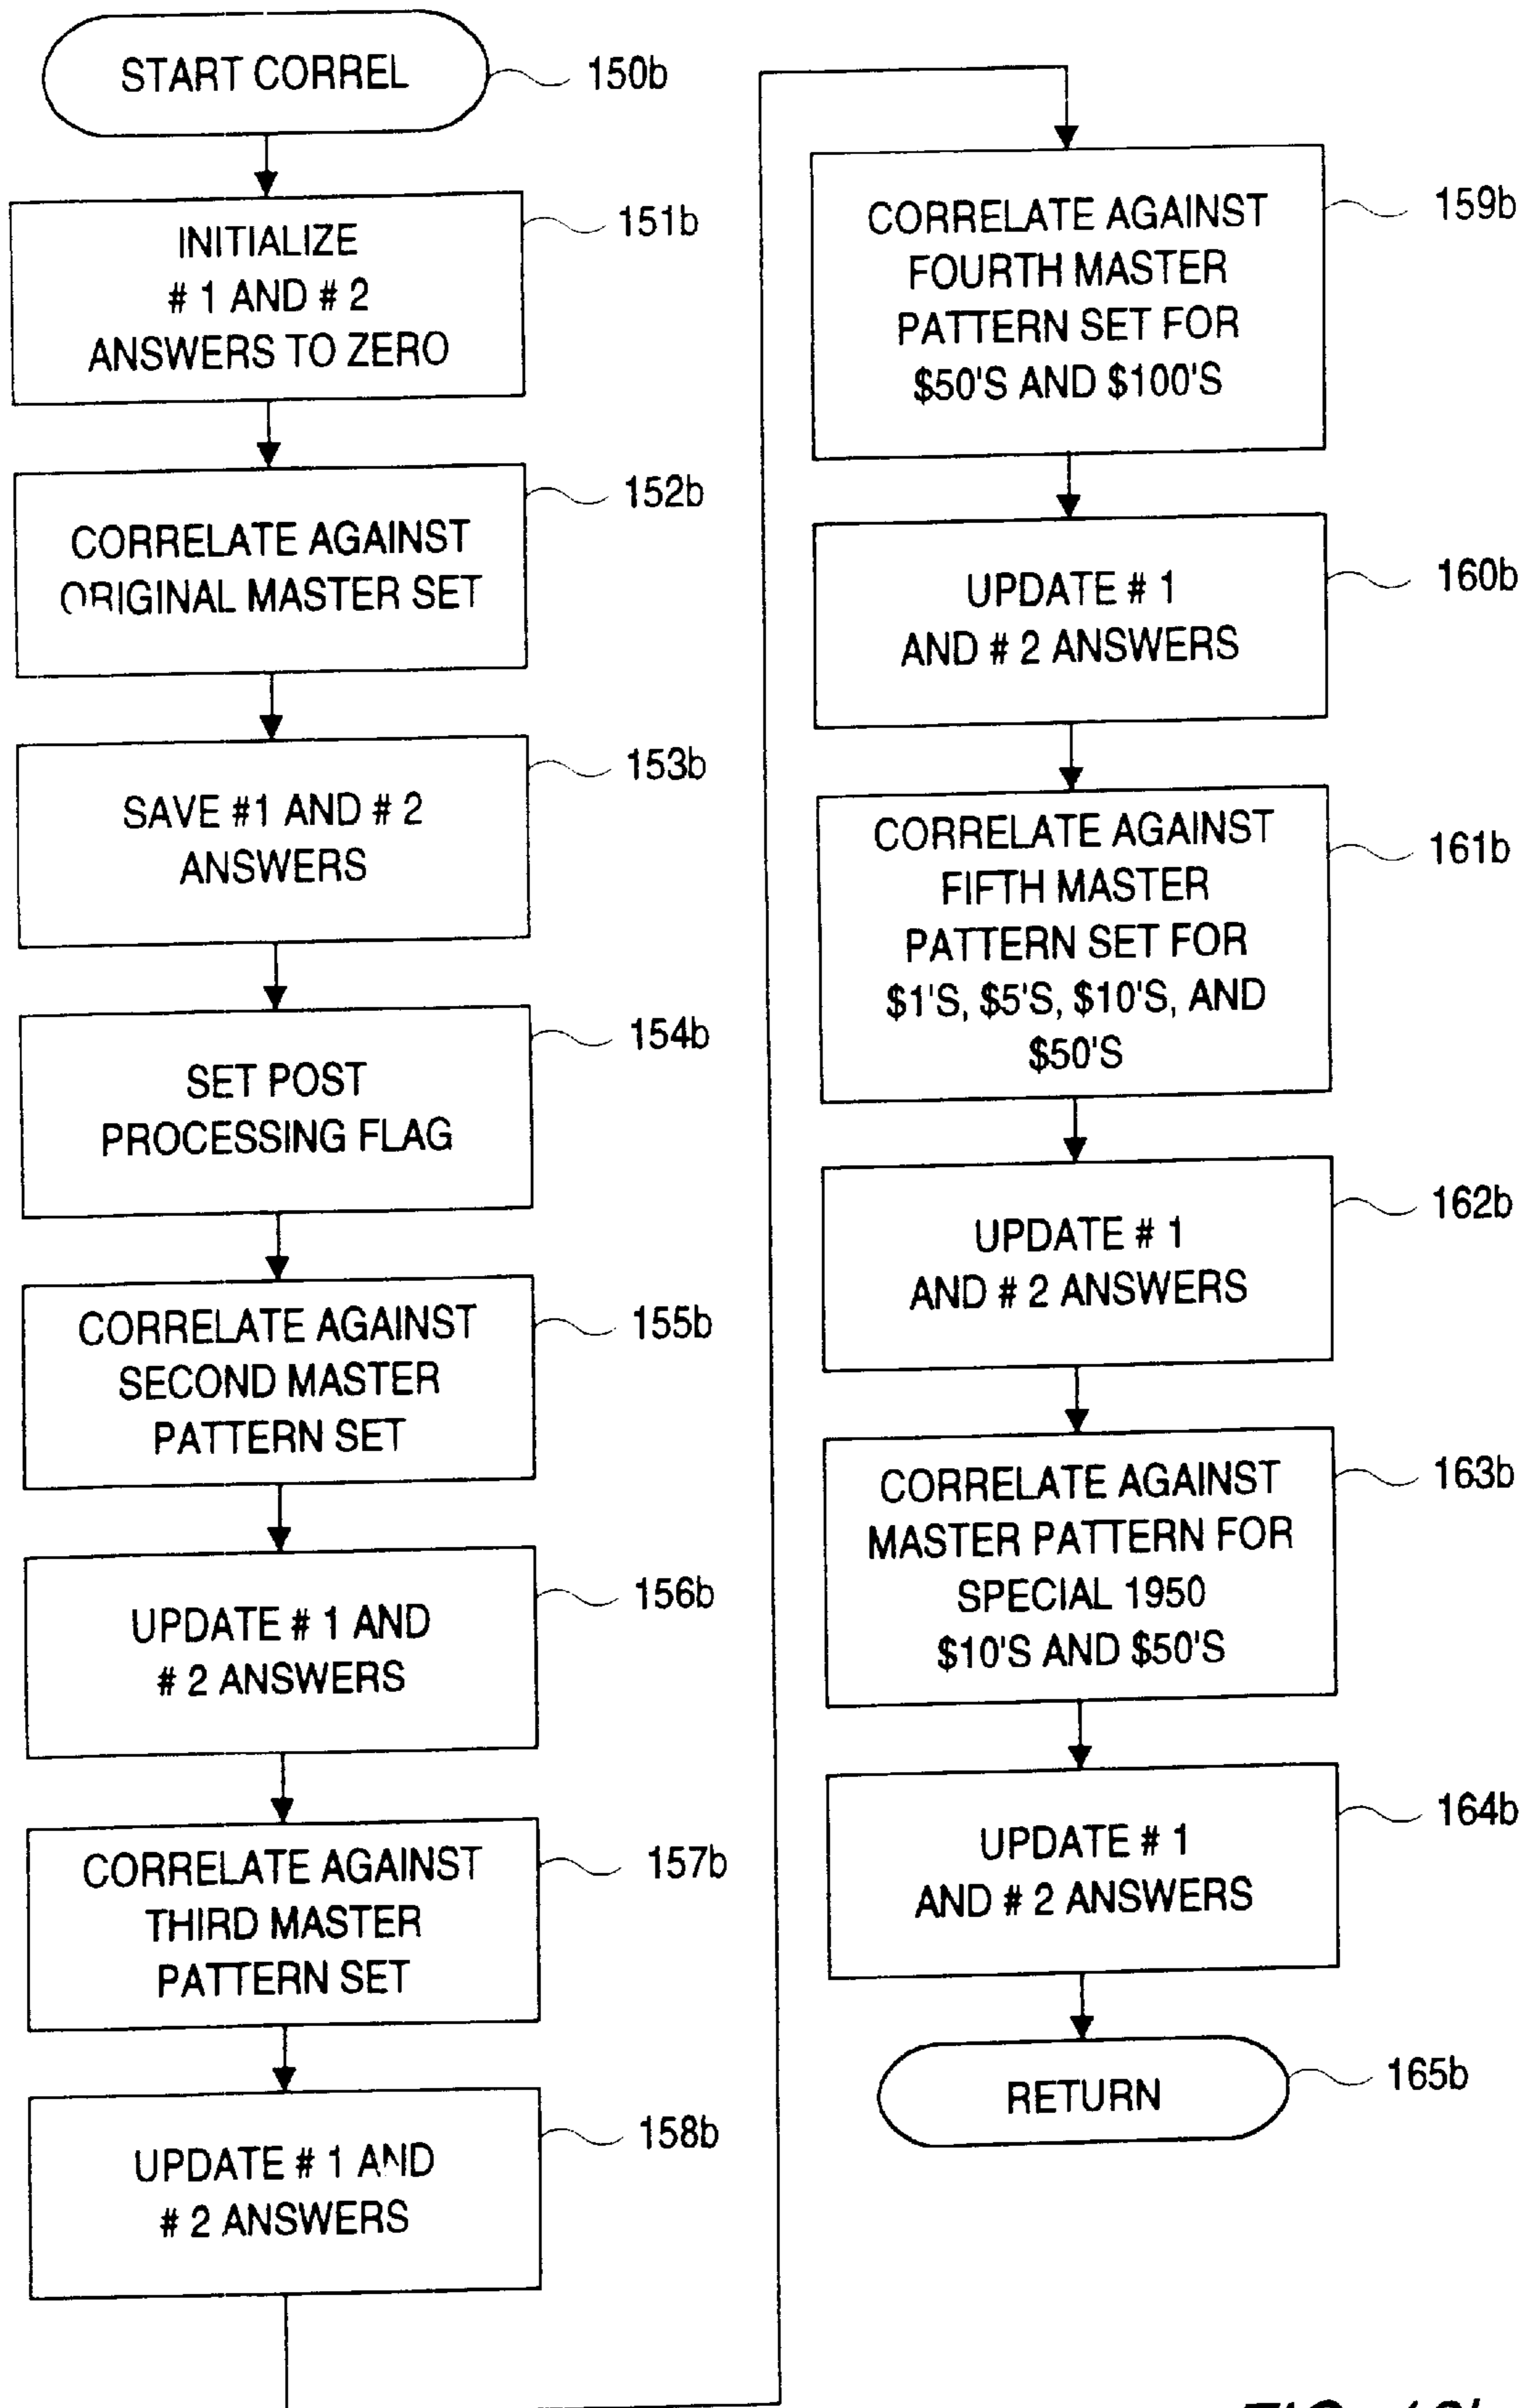 START CORREL
150b
INITIALIZE
# 1 AND # 2
ANSWERS TO ZERO
151b
CORRELATE AGAINST
ORIGINAL MASTER SET
152b
SAVE #1 AND # 2
ANSWERS
153b
SET POST
PROCESSING FLAG
154b
CORRELATE AGAINST
SECOND MASTER
PATTERN SET
155b
UPDATE # 1 AND
# 2 ANSWERS
156b
CORRELATE AGAINST
THIRD MASTER
PATTERN SET
157b
UPDATE # 1 AND
# 2 ANSWERS
158b
CORRELATE AGAINST
FOURTH MASTER
PATTERN SET FOR
$50'S AND $100'S
159b
UPDATE # 1
AND # 2 ANSWERS
160b
CORRELATE AGAINST
FIFTH MASTER
PATTERN SET FOR
$1'S, $5'S, $10'S, AND
$50'S
161b
UPDATE # 1
AND # 2 ANSWERS
162b
CORRELATE AGAINST
MASTER PATTERN FOR
SPECIAL 1950
$10'S AND $50'S
163b
UPDATE # 1
AND # 2 ANSWERS
164b
RETURN
165b